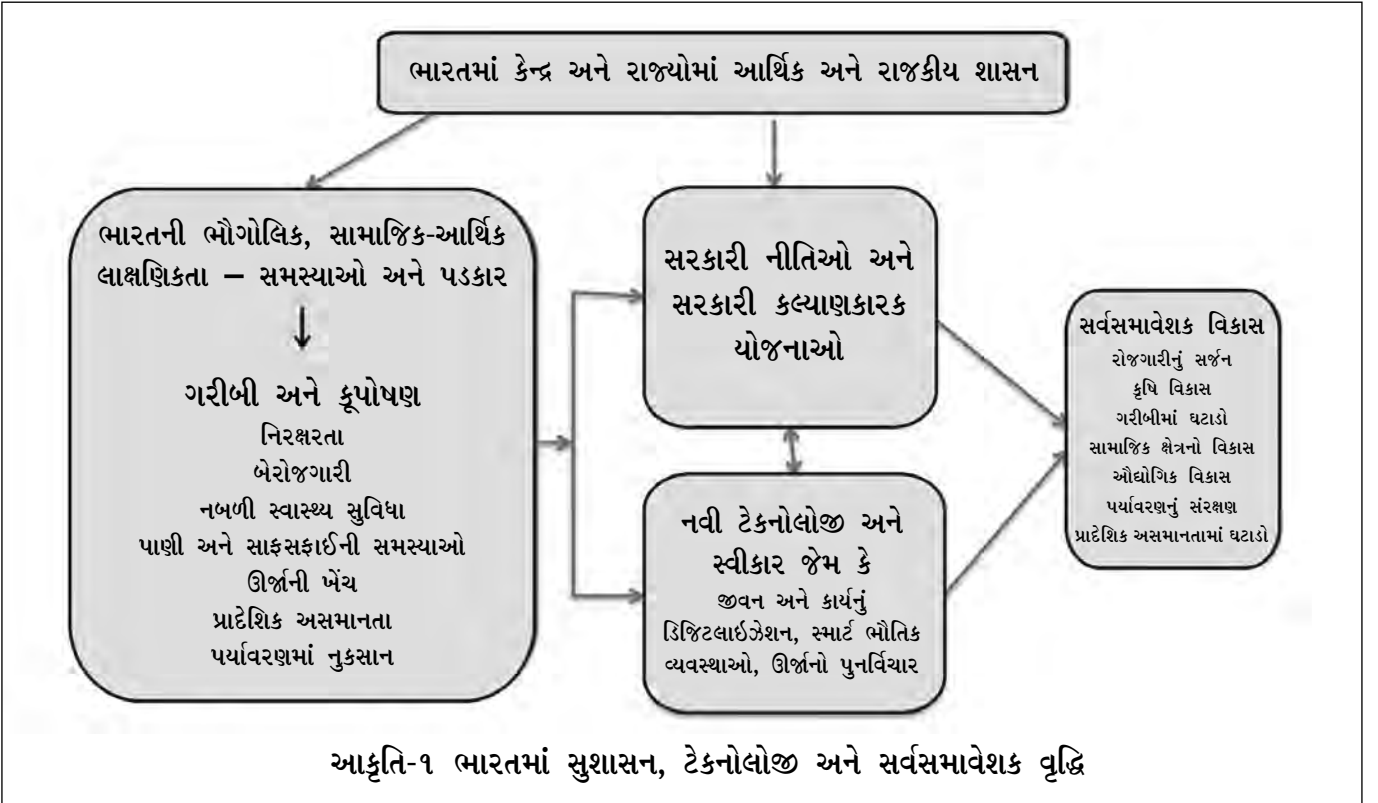 ભારતમાં કેન્દ્ર અને રાજ્યોમાં આર્થિક અને રાજકીય શાસન
ભારતની ભૌગોલિક, સામાજિક-આર્થિક
લાક્ષણિકતા – સમસ્યાઓ અને પડકાર
ગરીબી અને કૂપોષણ
નિરક્ષરતા
બેરોજગારી
નબળી સ્વાસ્થ્ય સુવિધા
પાણી અને સાફસફાઈની સમસ્યાઓ
ઊર્જાની ખેંચ
પ્રાદેશિક અસમાનતા
પર્યાવરણમાં નુકસાન
સરકારી નીતિઓ અને
સરકારી કલ્યાણકારક
યોજનાઓ
નવી ટેકનોલોજી અને
સ્વીકાર જેમ કે
જીવન અને કાર્યનું
ડિજિટલાઇઝેશન, સ્માર્ટ ભૌતિક
વ્યવસ્થાઓ, ઊર્જાનો પુનર્વિચાર
સર્વસમાવેશક વિકાસ
રોજગારીનું સર્જન
કૃષિ વિકાસ
ગરીબીમાં ઘટાડો
સામાજિક ક્ષેત્રનો વિકાસ
ઔદ્યોગિક વિકાસ
પર્યાવરણનું સંરક્ષણ
પ્રાદેશિક અસમાનતામાં ઘટાડો
આકૃતિ-૧ ભારતમાં સુશાસન, ટેકનોલોજી અને સર્વસમાવેશક વૃદ્ધિ